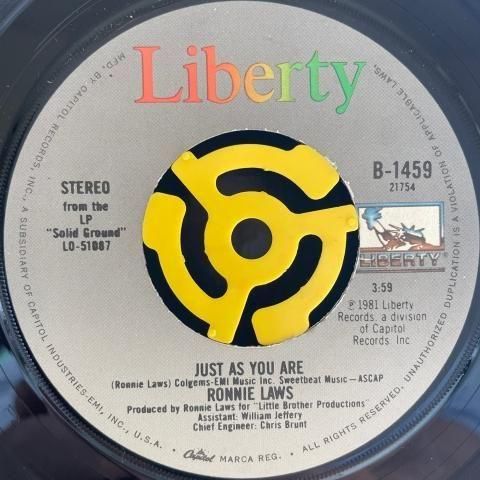 Liberty
MFD. BY CAPITOL RECORDS, INC., A SUBSIDIARY OF CAPITOL INDUSTRIES-EMI, INC., U.S.A. • Capitol MARCA REG. • ALL RIGHTS RESERVED. UNAUTHORIZED DUPLICATION IS A VIOLATION OF APPLICABLE LAWS.
STEREO
from the
LP
"Solid Ground"
LO-51087
B-1459
21754
LIBERTY®
3:59
℗ 1981 Liberty
Records. a division
of Capitol
Records. Inc
JUST AS YOU ARE
(Ronnie Laws) Colgems-EMI Music Inc. Sweetbeat Music—ASCAP
RONNIE LAWS
Produced by Ronnie Laws for "Little Brother Productions"
Assistant: William Jeffery
Chief Engineer: Chris Brunt